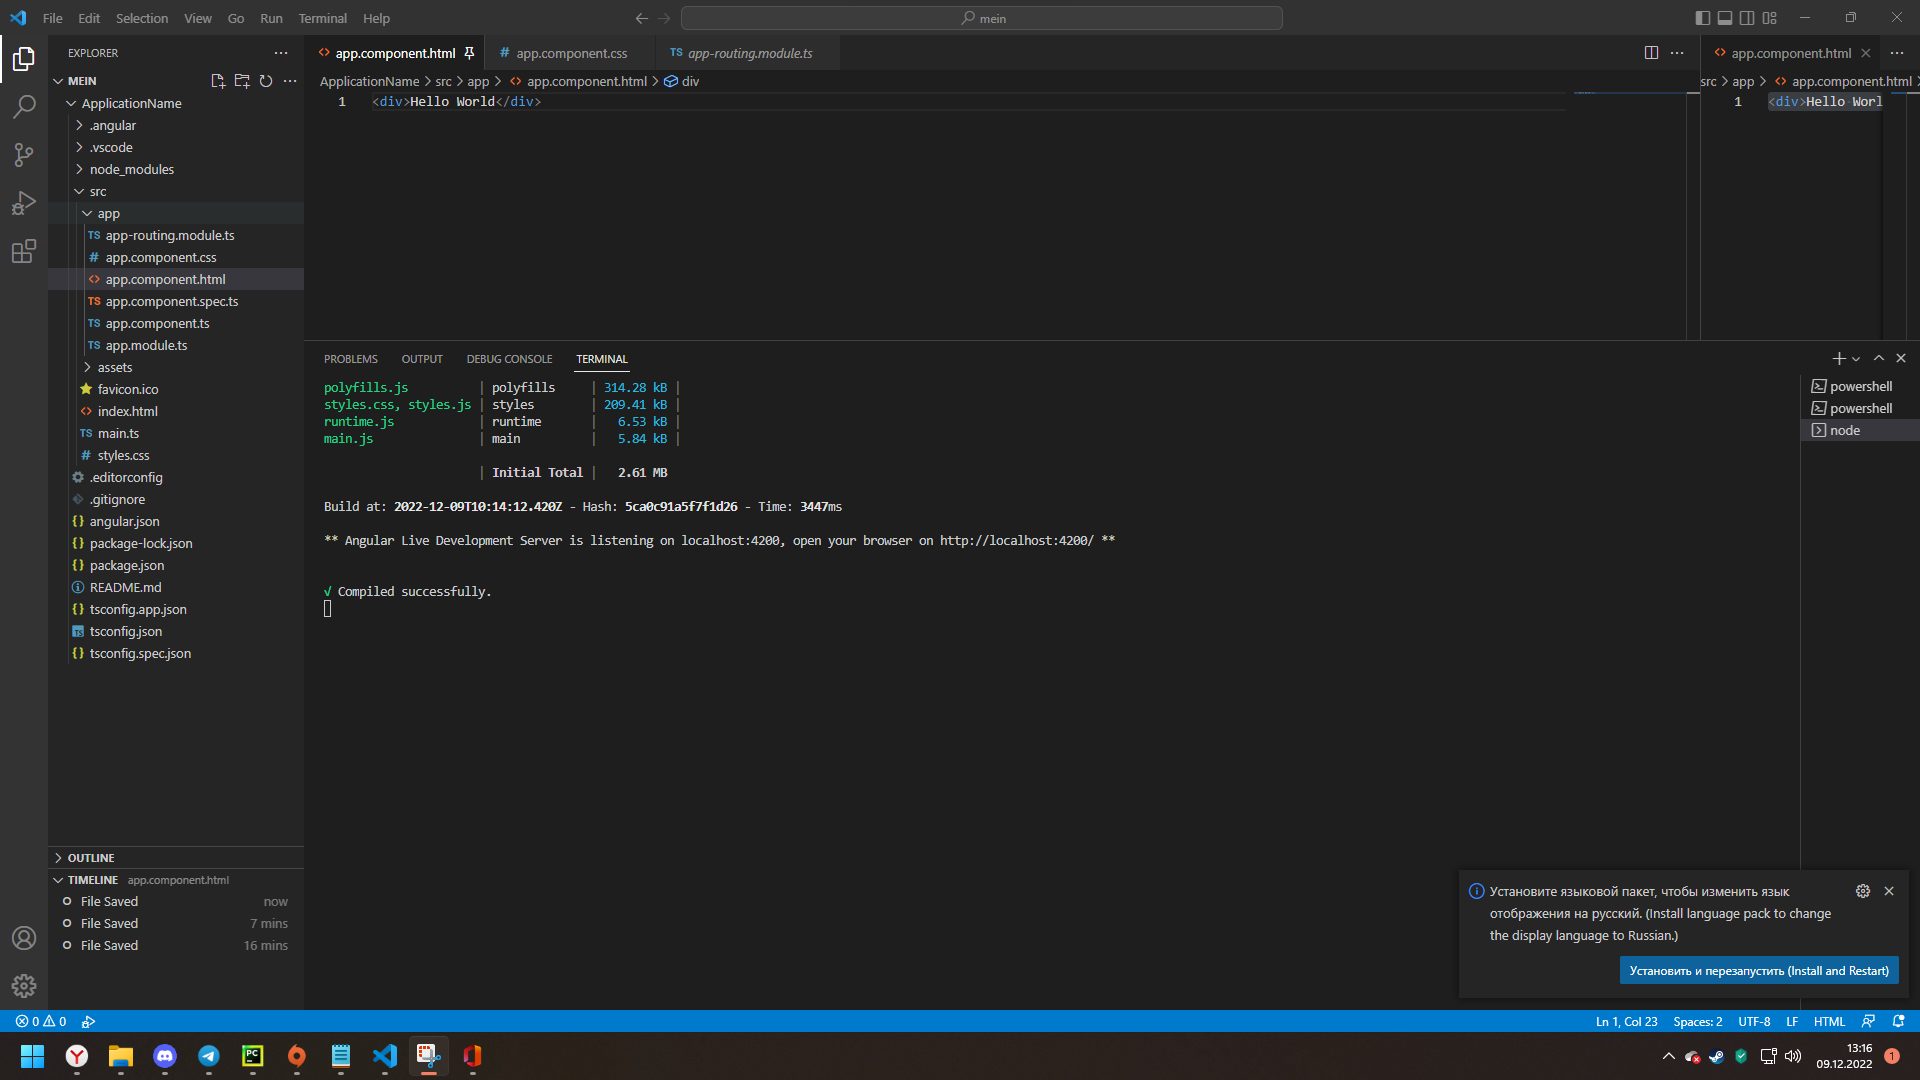 File Edit Selection View Go Run Terminal Help
mein
EXPLORER
MEIN
ApplicationName
.angular
.vscode
node_modules
src
app
TS app-routing.module.ts
# app.component.css
<> app.component.html
TS app.component.spec.ts
TS app.component.ts
TS app.module.ts
assets
favicon.ico
<> index.html
TS main.ts
# styles.css
.editorconfig
.gitignore
{} angular.json
{} package-lock.json
{} package.json
README.md
{} tsconfig.app.json
TS tsconfig.json
{} tsconfig.spec.json
OUTLINE
TIMELINE app.component.html
File Saved now
File Saved 7 mins
File Saved 16 mins
<> app.component.html # app.component.css TS app-routing.module.ts
ApplicationName > src > app > <> app.component.html > div
1 <div>Hello World</div>
<> app.component.html
src > app > <> app.component.html >
1 <div>Hello Worl
PROBLEMS OUTPUT DEBUG CONSOLE TERMINAL
polyfills.js | polyfills | 314.28 kB |
styles.css, styles.js | styles | 209.41 kB |
runtime.js | runtime | 6.53 kB |
main.js | main | 5.84 kB |
| Initial Total | 2.61 MB
Build at: 2022-12-09T10:14:12.420Z - Hash: 5ca0c91a5f7f1d26 - Time: 3447ms
** Angular Live Development Server is listening on localhost:4200, open your browser on http://localhost:4200/ **
√ Compiled successfully.
powershell
powershell
node
Установите языковой пакет, чтобы изменить язык
отображения на русский. (Install language pack to change
the display language to Russian.)
Установить и перезапустить (Install and Restart)
0 0
Ln 1, Col 23 Spaces: 2 UTF-8 LF HTML
PC
13:16
09.12.2022
1